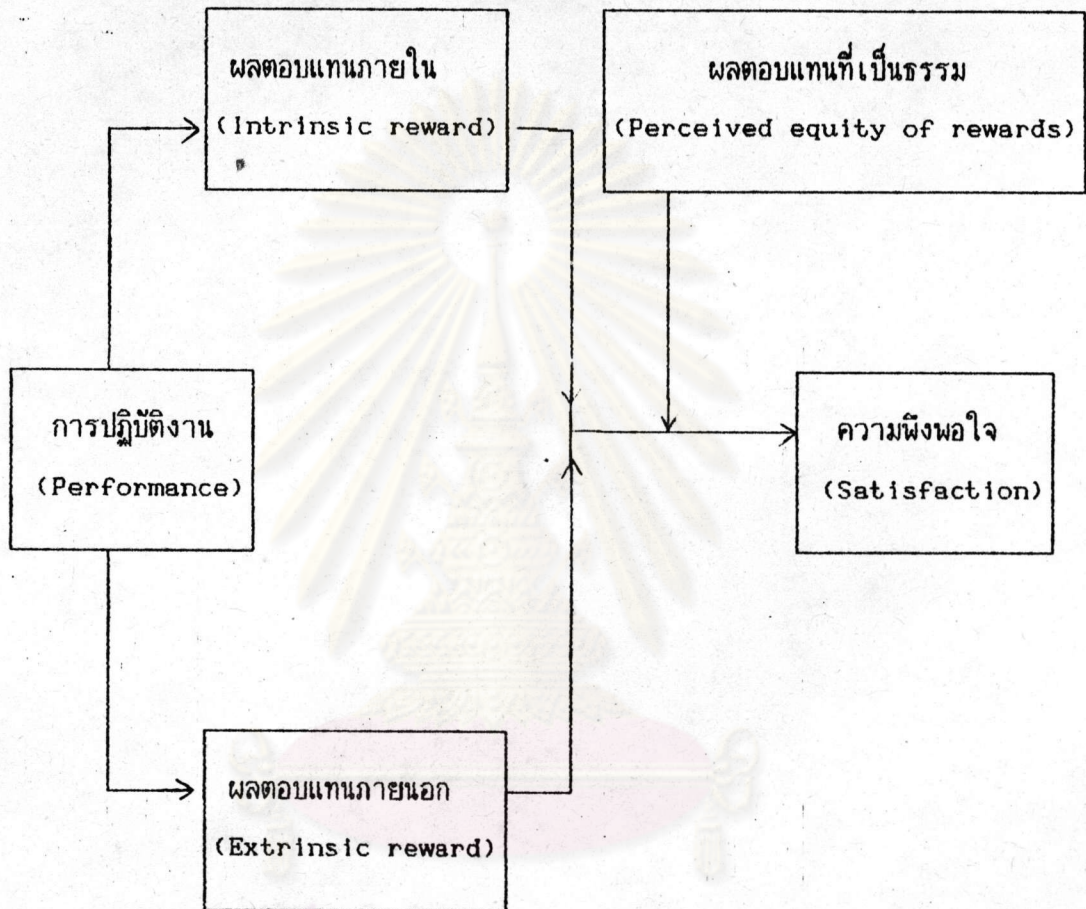 ผลตอบแทนภายใน
(Intrinsic reward)
ผลตอบแทนที่เป็นธรรม
(Perceived equity of rewards)
การปฏิบัติงาน
(Performance)
ความพึงพอใจ
(Satisfaction)
ผลตอบแทนภายนอก
(Extrinsic reward)